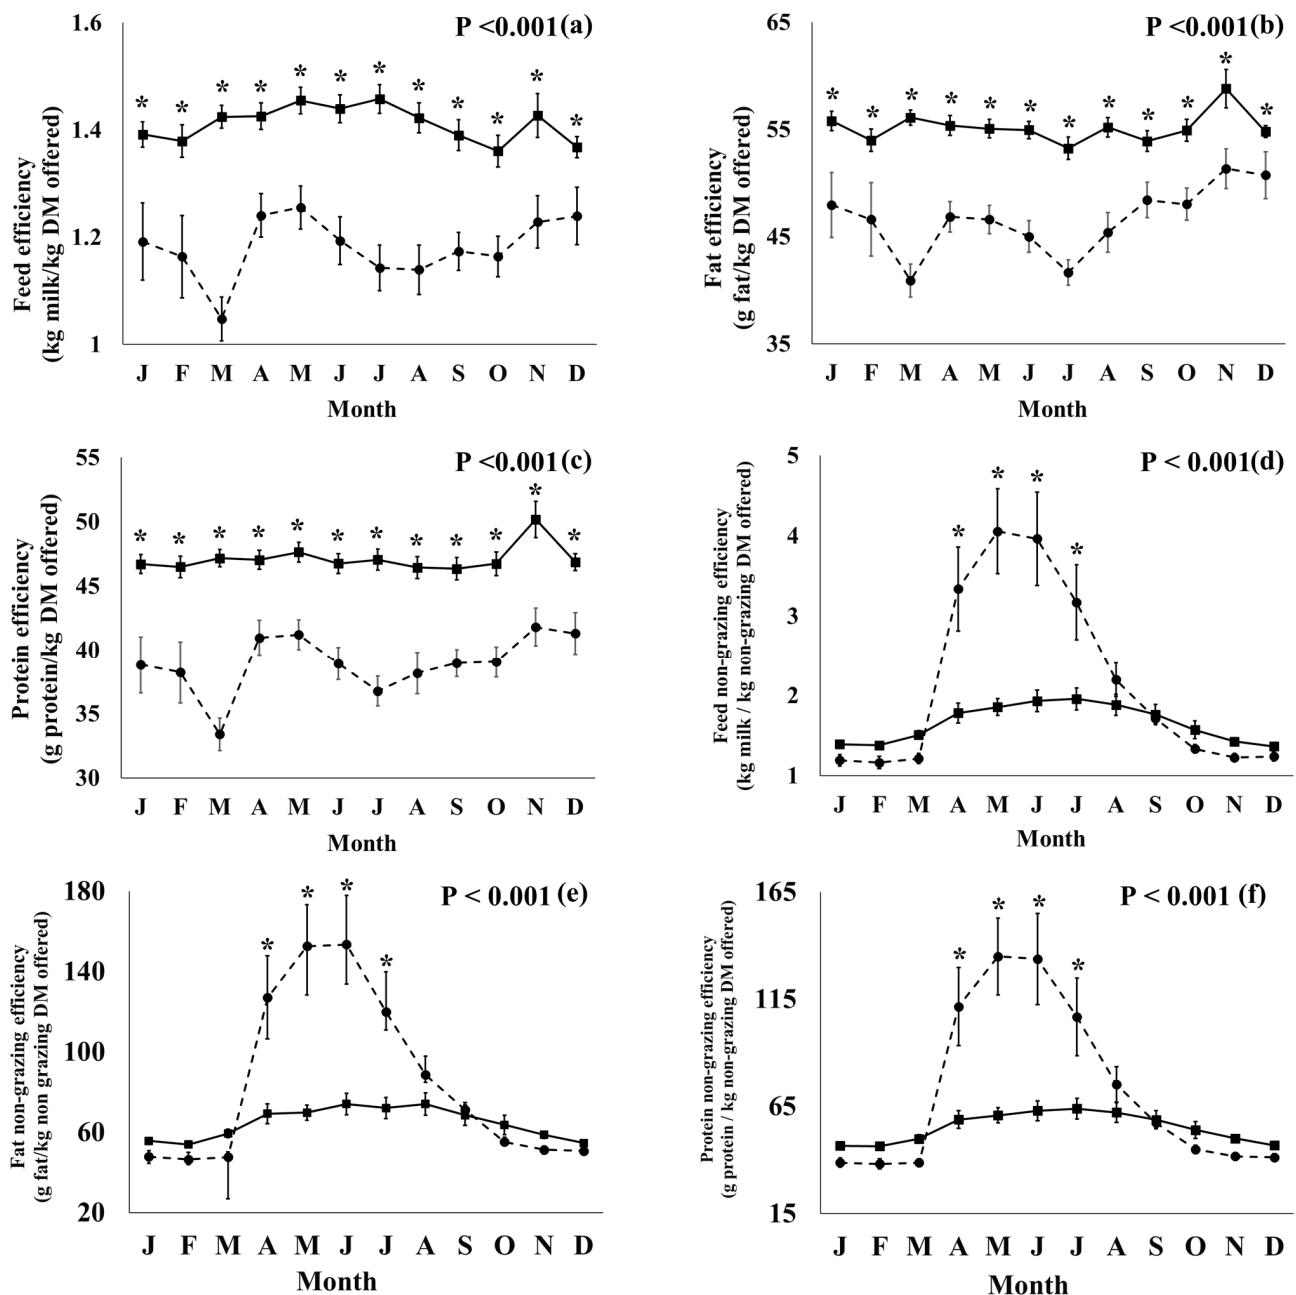 P <0.001(a)
Feed efficiency
(kg milk/kg DM offered)
1.6
1.4
1.2
1
* * * * * * * * * * * *
J F M A M J J A S O N D
Month
P <0.001(b)
Fat efficiency
(g fat/kg DM offered)
65
55
45
35
* * * * * * * * * * * *
J F M A M J J A S O N D
Month
P <0.001(c)
Protein efficiency
(g protein/kg DM offered)
55
50
45
40
35
30
* * * * * * * * * * * *
J F M A M J J A S O N D
Month
P < 0.001(d)
Feed non-grazing efficiency
(kg milk / kg non-grazing DM offered)
5
4
3
2
1
* * * *
J F M A M J J A S O N D
Month
P < 0.001 (e)
Fat non-grazing efficiency
(g fat/kg non grazing DM offered)
180
140
100
60
20
* * * *
J F M A M J J A S O N D
Month
P < 0.001 (f)
Protein non-grazing efficiency
(g protein / kg non-grazing DM offered)
165
115
65
15
* * * *
J F M A M J J A S O N D
Month